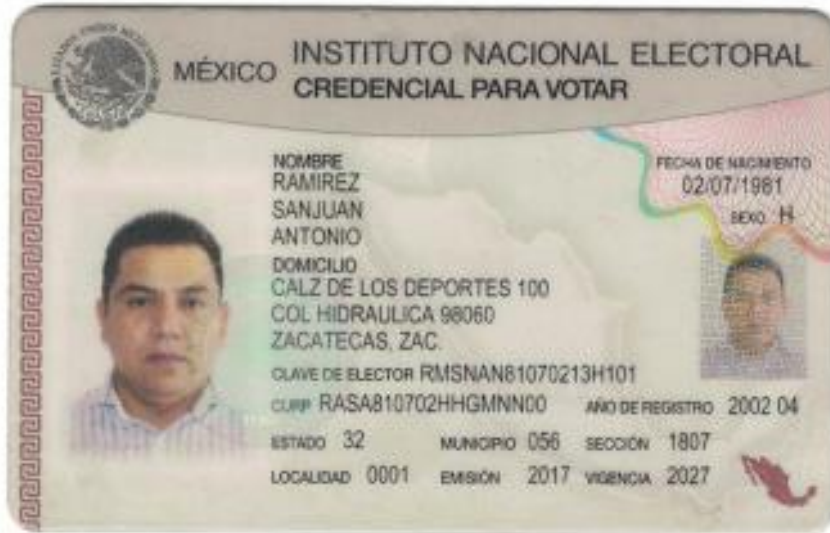 MÉXICO INSTITUTO NACIONAL ELECTORAL
CREDENCIAL PARA VOTAR
NOMBRE
RAMIREZ
SANJUAN
ANTONIO
FECHA DE NACIMIENTO
02/07/1981
SEXO H
DOMICILIO
CALZ DE LOS DEPORTES 100
COL HIDRAULICA 98060
ZACATECAS, ZAC.
CLAVE DE ELECTOR RMSNAN81070213H101
CURP RASA810702HHGMNN00 AÑO DE REGISTRO 2002 04
ESTADO 32 MUNICIPIO 056 SECCIÓN 1807
LOCALIDAD 0001 EMISIÓN 2017 VIGENCIA 2027